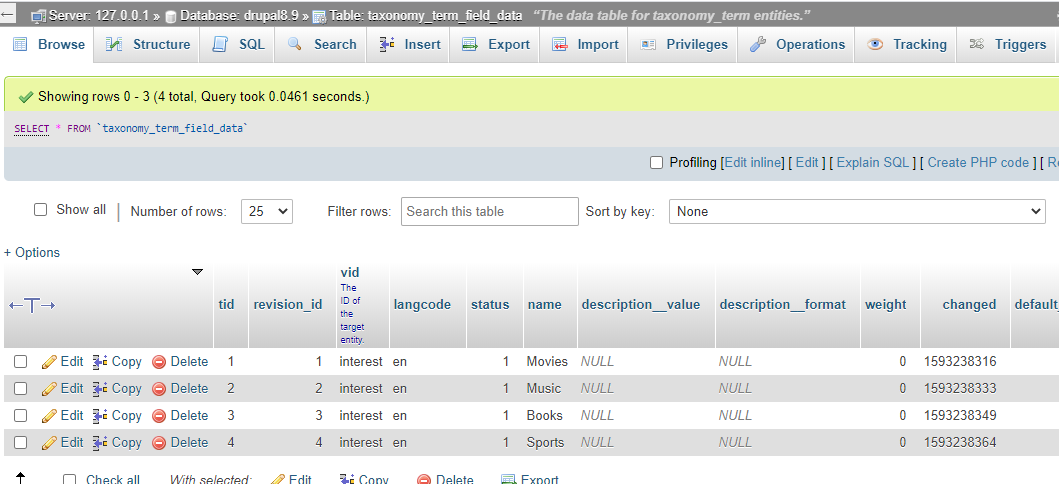 Server: 127.0.0.1 » Database: drupal8.9 » Table: taxonomy_term_field_data "The data table for taxonomy_term entities."
Browse Structure SQL Search Insert Export Import Privileges Operations Tracking Triggers
Showing rows 0 - 3 (4 total, Query took 0.0461 seconds.)
SELECT * FROM `taxonomy_term_field_data`
Profiling [Edit inline] [ Edit ] [ Explain SQL ] [ Create PHP code ] [ Re
Show all | Number of rows: 25 Filter rows: Search this table Sort by key: None
+ Options
←T→ tid revision_id vid langcode status name description__value description__format weight changed default_
The
ID of
the
target
entity.
Edit Copy Delete 1 1 interest en 1 Movies NULL NULL 0 1593238316
Edit Copy Delete 2 2 interest en 1 Music NULL NULL 0 1593238333
Edit Copy Delete 3 3 interest en 1 Books NULL NULL 0 1593238349
Edit Copy Delete 4 4 interest en 1 Sports NULL NULL 0 1593238364
Check all With selected: Edit Copy Delete Export